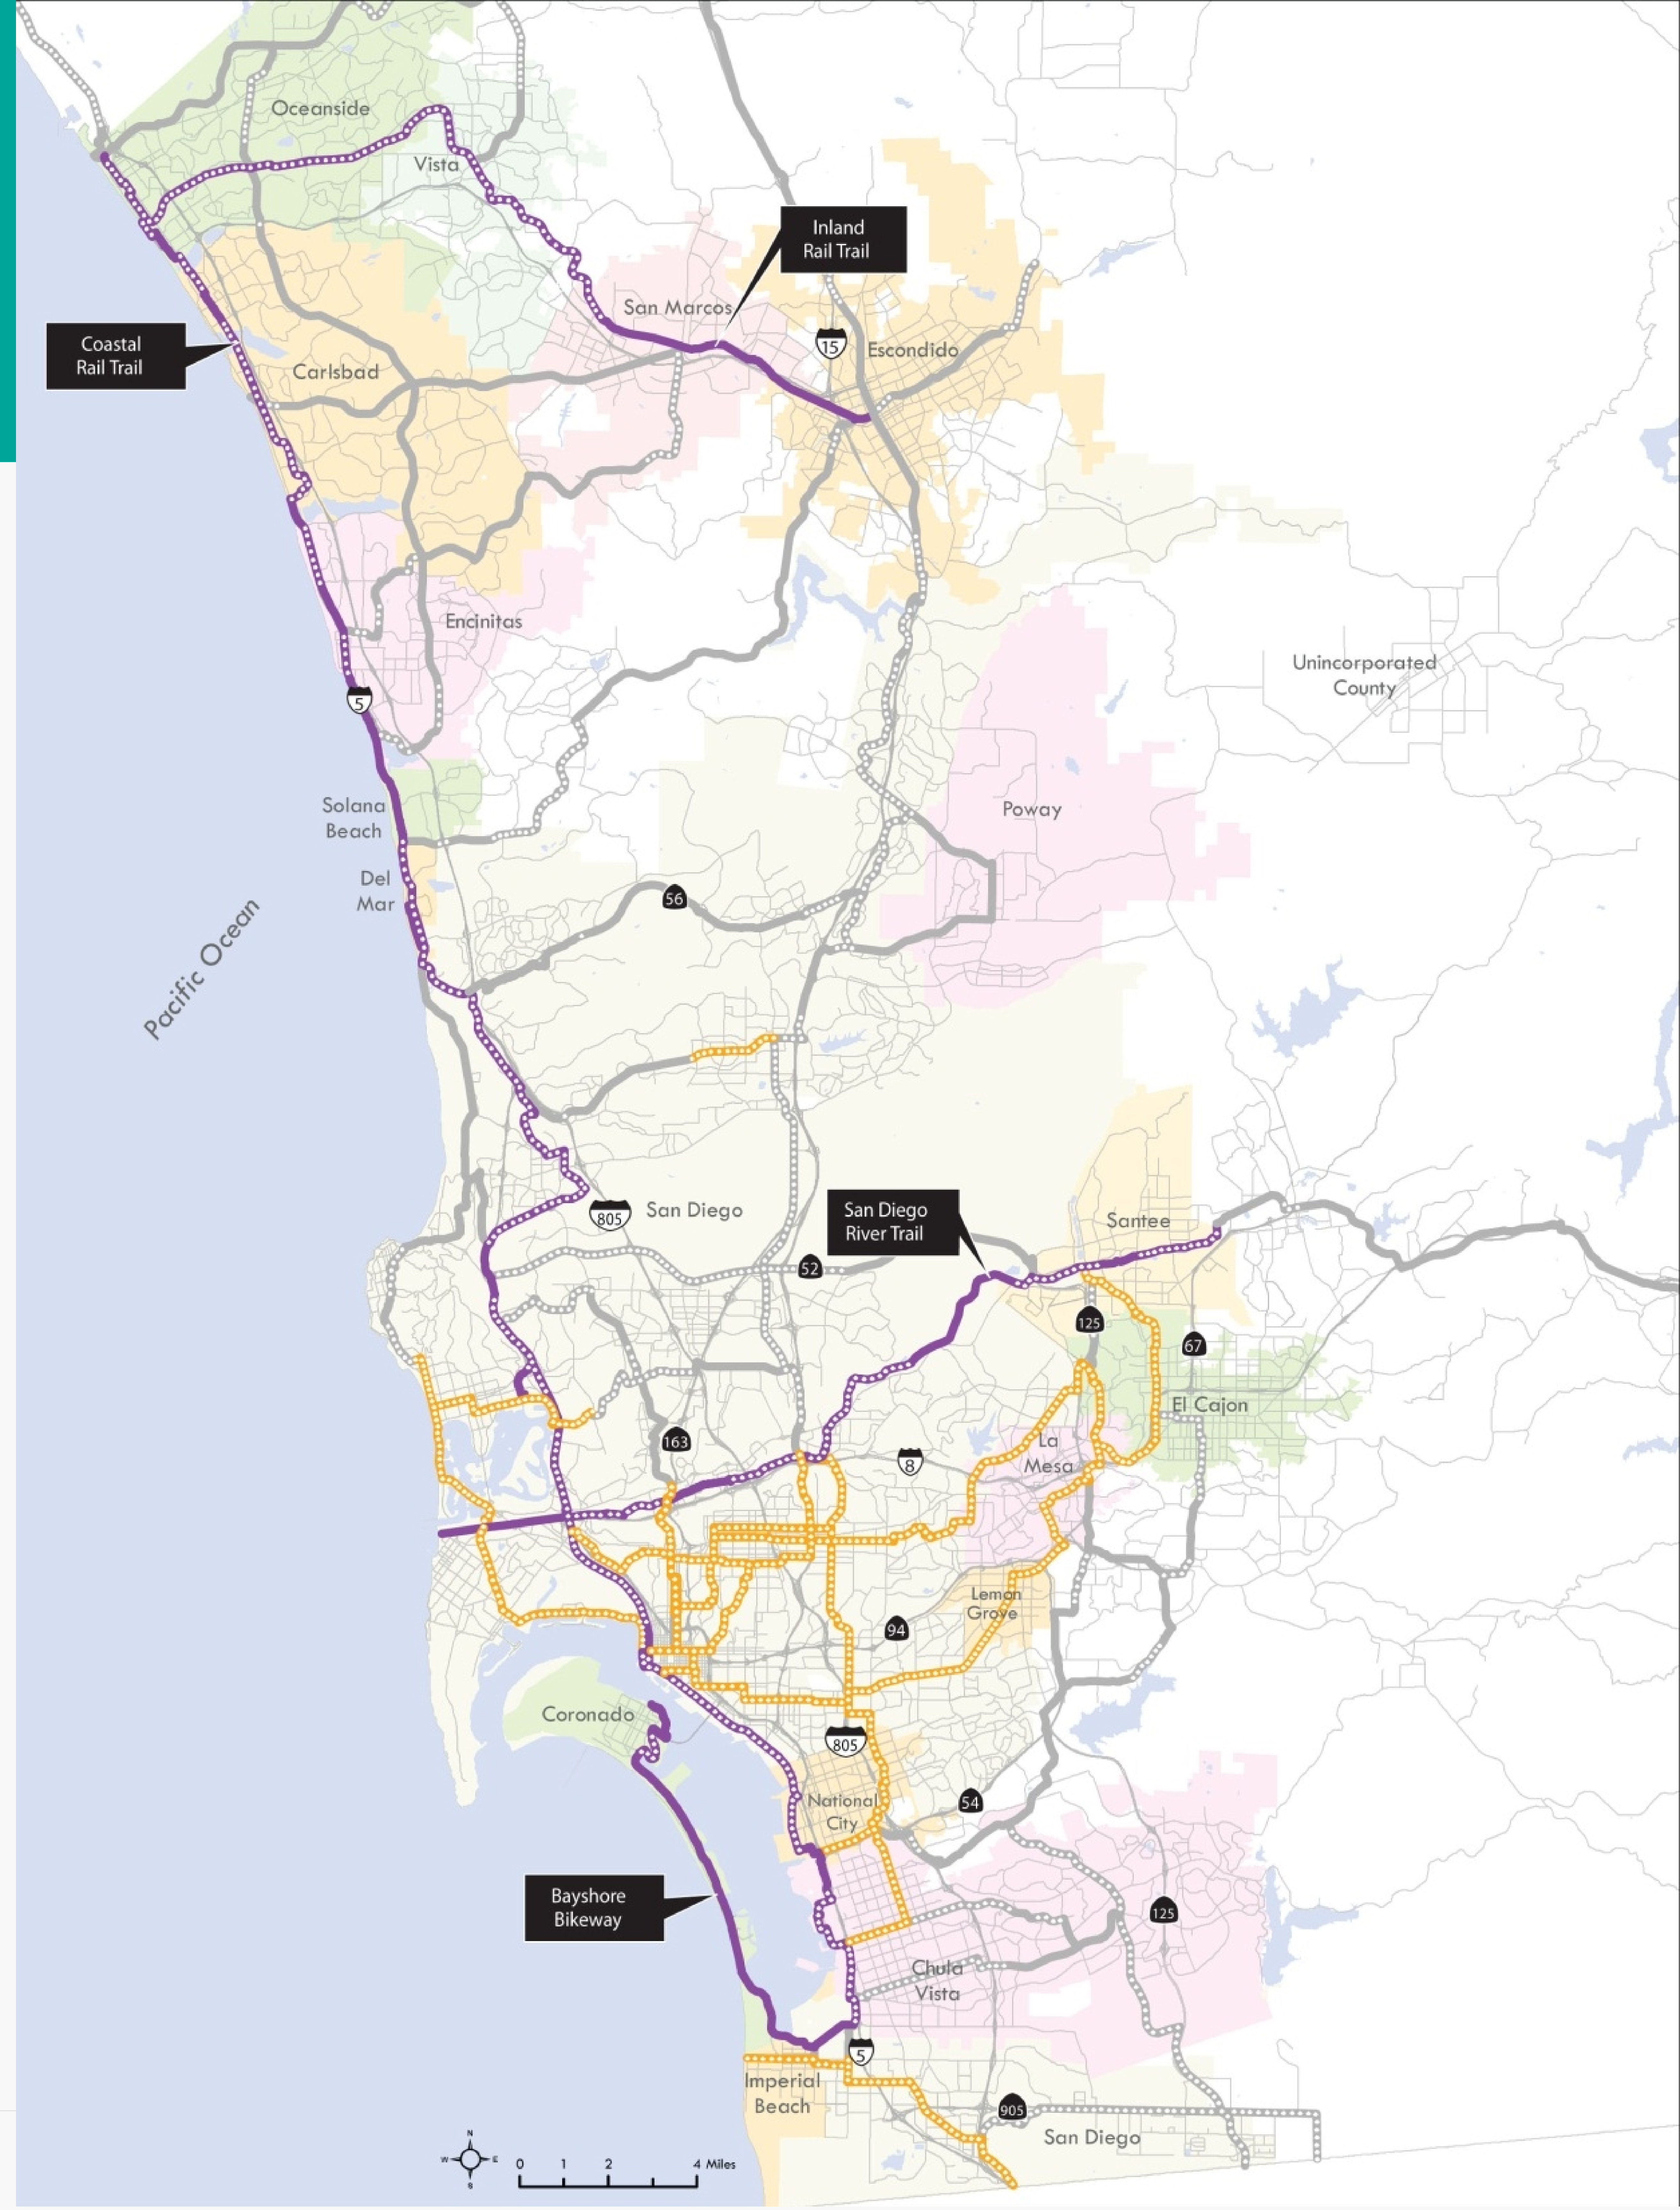 Oceanside
Vista
Inland
Rail Trail
San Marcos
15
Escondido
Coastal
Rail Trail
Carlsbad
Encinitas
Unincorporated
County
5
Solana
Beach
Poway
Del
Mar
56
Pacific Ocean
805
San Diego
San Diego
River Trail
Santee
52
125
67
El Cajon
163
La
Mesa
8
Lemon
Grove
94
Coronado
805
National
City
54
Bayshore
Bikeway
125
Chula
Vista
5
Imperial
Beach
905
San Diego
N
W
E
S
0 1 2 4 Miles